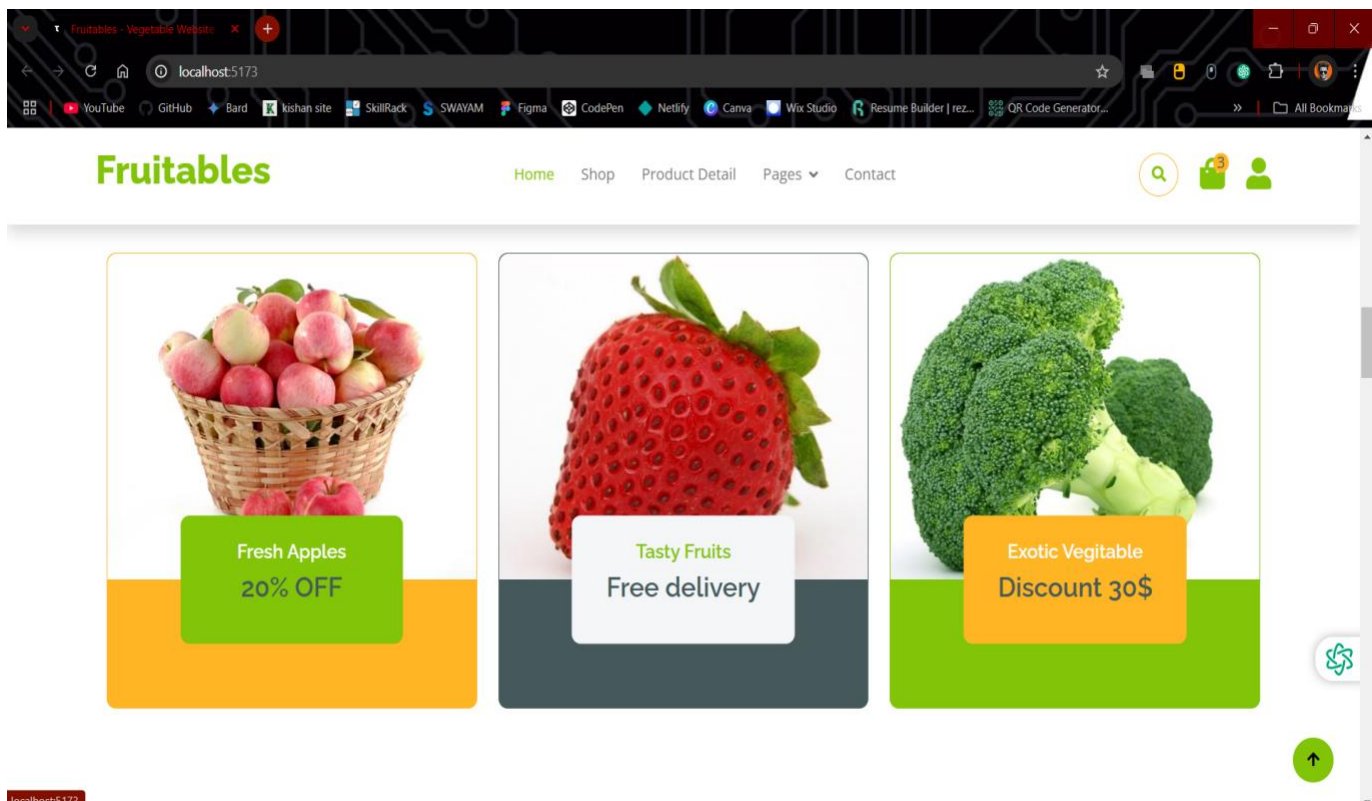 Fruitables - Vegetable Website
localhost:5173
YouTube GitHub Bard kishan site SkillRack SWAYAM Figma CodePen Netlify Canva Wix Studio Resume Builder | rez... QR Code Generator... » All Bookmarks
Fruitables
Home Shop Product Detail Pages Contact
3
Fresh Apples
20% OFF
Tasty Fruits
Free delivery
Exotic Vegitable
Discount 30$
localhost:5173